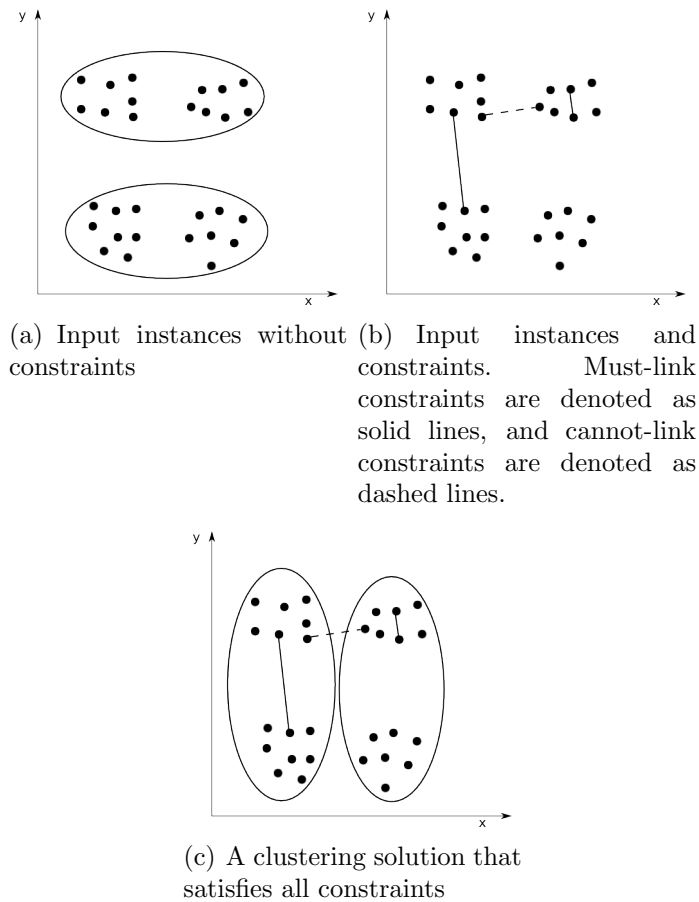 y
x
y
x
(a) Input instances without
constraints
(b) Input instances and
constraints. Must-link
constraints are denoted as
solid lines, and cannot-link
constraints are denoted as
dashed lines.
y
x
(c) A clustering solution that
satisfies all constraints